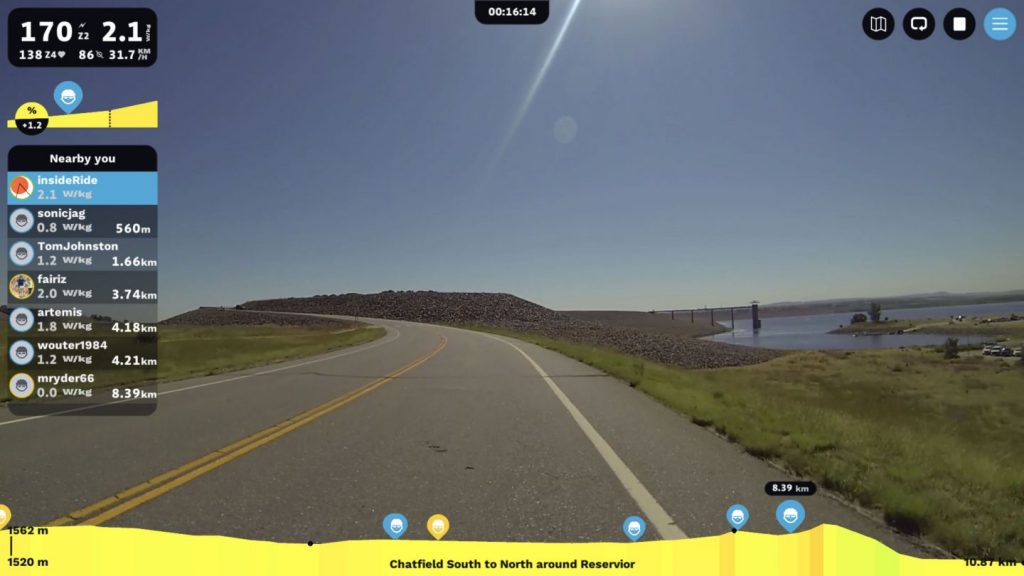 170 Z2 2.1 W/kg
138 Z4 86 31.7 KM/H
00:16:14
%
+1.2
Nearby you
insideRide
2.1 W/kg
sonicjag
0.8 W/kg 560m
TomJohnston
1.2 W/kg 1.66km
fairiz
2.0 W/kg 3.74km
artemis
1.8 W/kg 4.18km
wouter1984
1.2 W/kg 4.21km
mryder66
0.0 W/kg 8.39km
8.39 km
1562 m
1520 m
Chatfield South to North around Reservior
10.87 km